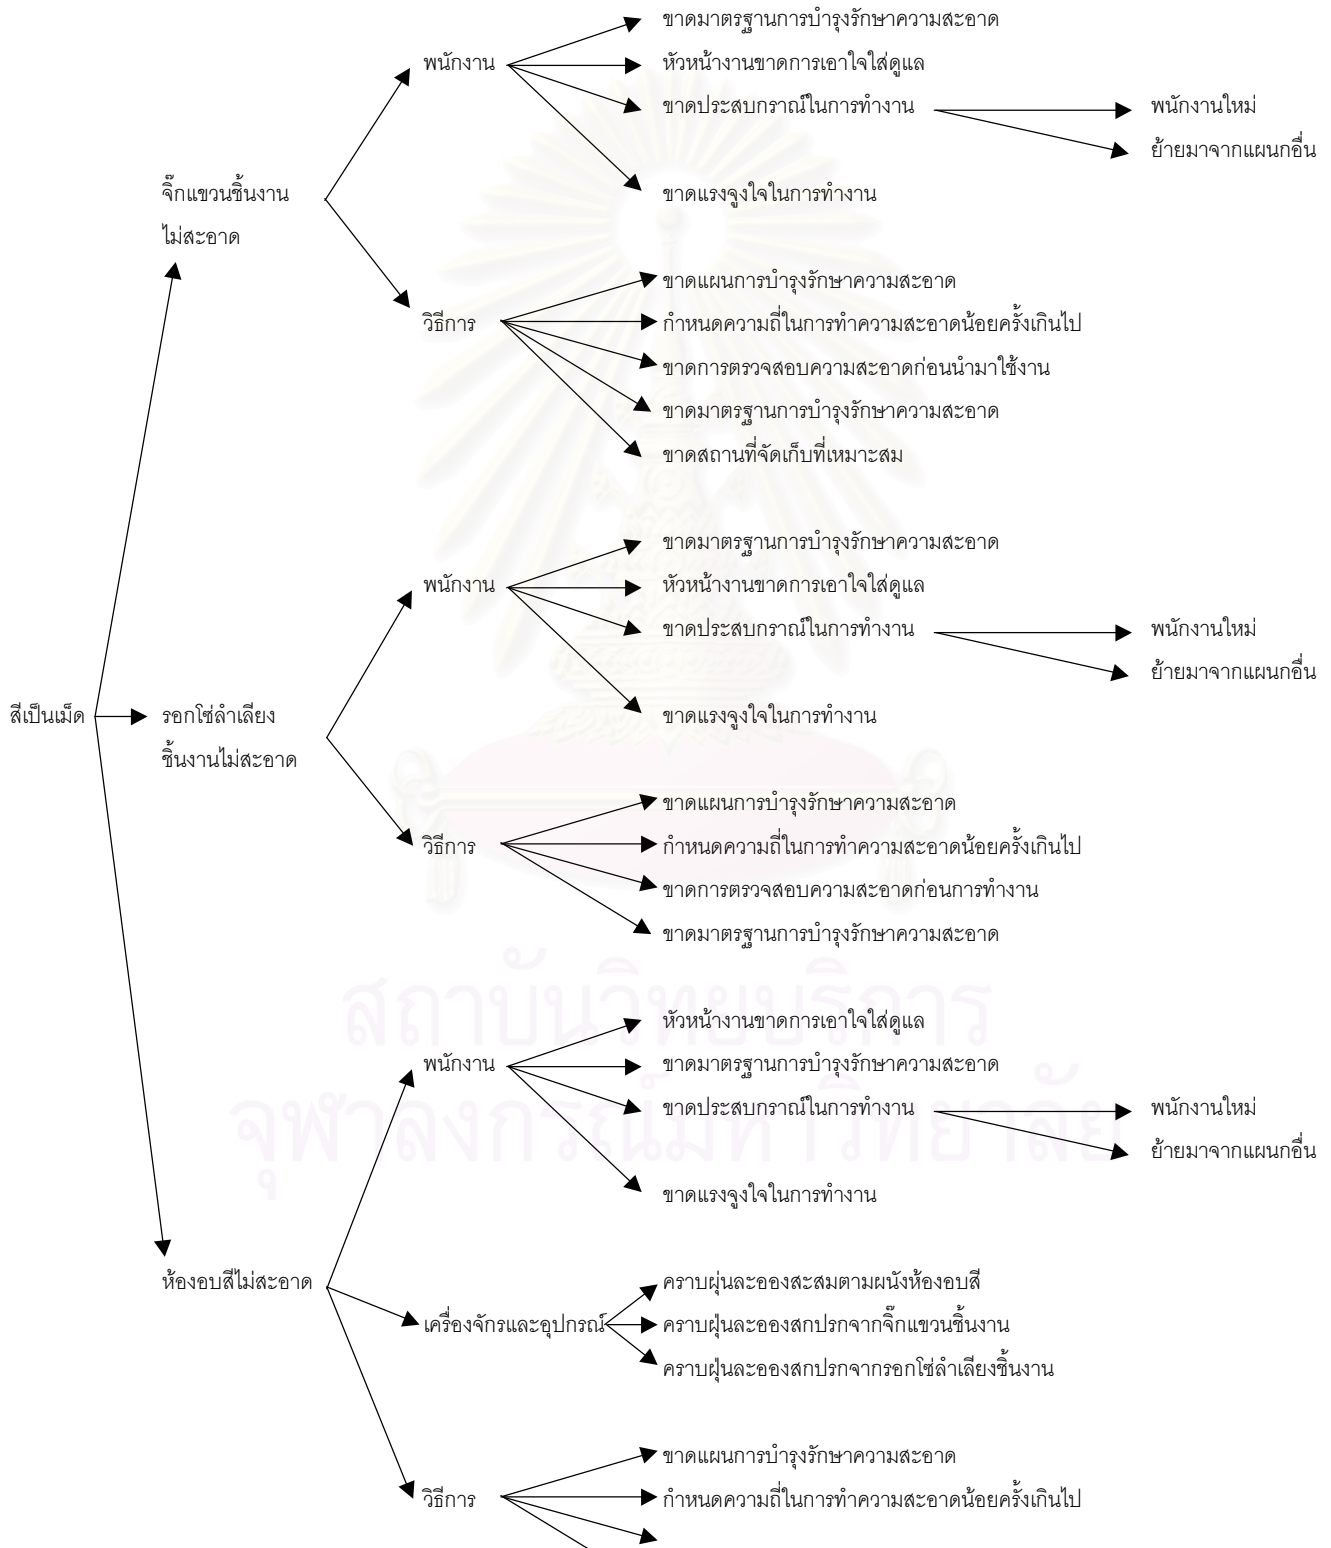 ขาดมาตรฐานการบำรุงรักษาความสะอาด
พนักงาน
หัวหน้างานขาดการเอาใจใส่ดูแล
ขาดประสบการาณ์ในการทำงาน
พนักงานใหม่
ย้ายมาจากแผนกอื่น
จิ๊กแขวนชิ้นงาน
ไม่สะอาด
ขาดแรงจูงใจในการทำงาน
ขาดแผนการบำรุงรักษาความสะอาด
วิธีการ
กำหนดความถี่ในการทำความสะอาดน้อยครั้งเกินไป
ขาดการตรวจสอบความสะอาดก่อนนำมาใช้งาน
ขาดมาตรฐานการบำรุงรักษาความสะอาด
ขาดสถานที่จัดเก็บที่เหมาะสม
ขาดมาตรฐานการบำรุงรักษาความสะอาด
พนักงาน
หัวหน้างานขาดการเอาใจใส่ดูแล
ขาดประสบกราณ์ในการทำงาน
พนักงานใหม่
ย้ายมาจากแผนกอื่น
สีเป็นเม็ด
รอกโซ่ลำเลียง
ชิ้นงานไม่สะอาด
ขาดแรงจูงใจในการทำงาน
ขาดแผนการบำรุงรักษาความสะอาด
วิธีการ
กำหนดความถี่ในการทำความสะอาดน้อยครั้งเกินไป
ขาดการตรวจสอบความสะอาดก่อนการทำงาน
ขาดมาตรฐานการบำรุงรักษาความสะอาด
สถาบันวิทยบริการ
จุฬาลงกรณ์มหาวิทยาลัย
หัวหน้างานขาดการเอาใจใส่ดูแล
พนักงาน
ขาดมาตรฐานการบำรุงรักษาความสะอาด
ขาดประสบกราณ์ในการทำงาน
พนักงานใหม่
ย้ายมาจากแผนกอื่น
ขาดแรงจูงใจในการทำงาน
ห้องอบสีไม่สะอาด
คราบผุ่นละอองสะสมตามผนังห้องอบสี
เครื่องจักรและอุปกรณ์
คราบฝุ่นละอองสกปรกจากจิ๊กแขวนชิ้นงาน
คราบฝุ่นละอองสกปรกจากรอกโซ่ลำเลียงชิ้นงาน
ขาดแผนการบำรุงรักษาความสะอาด
วิธีการ
กำหนดความถี่ในการทำความสะอาดน้อยครั้งเกินไป